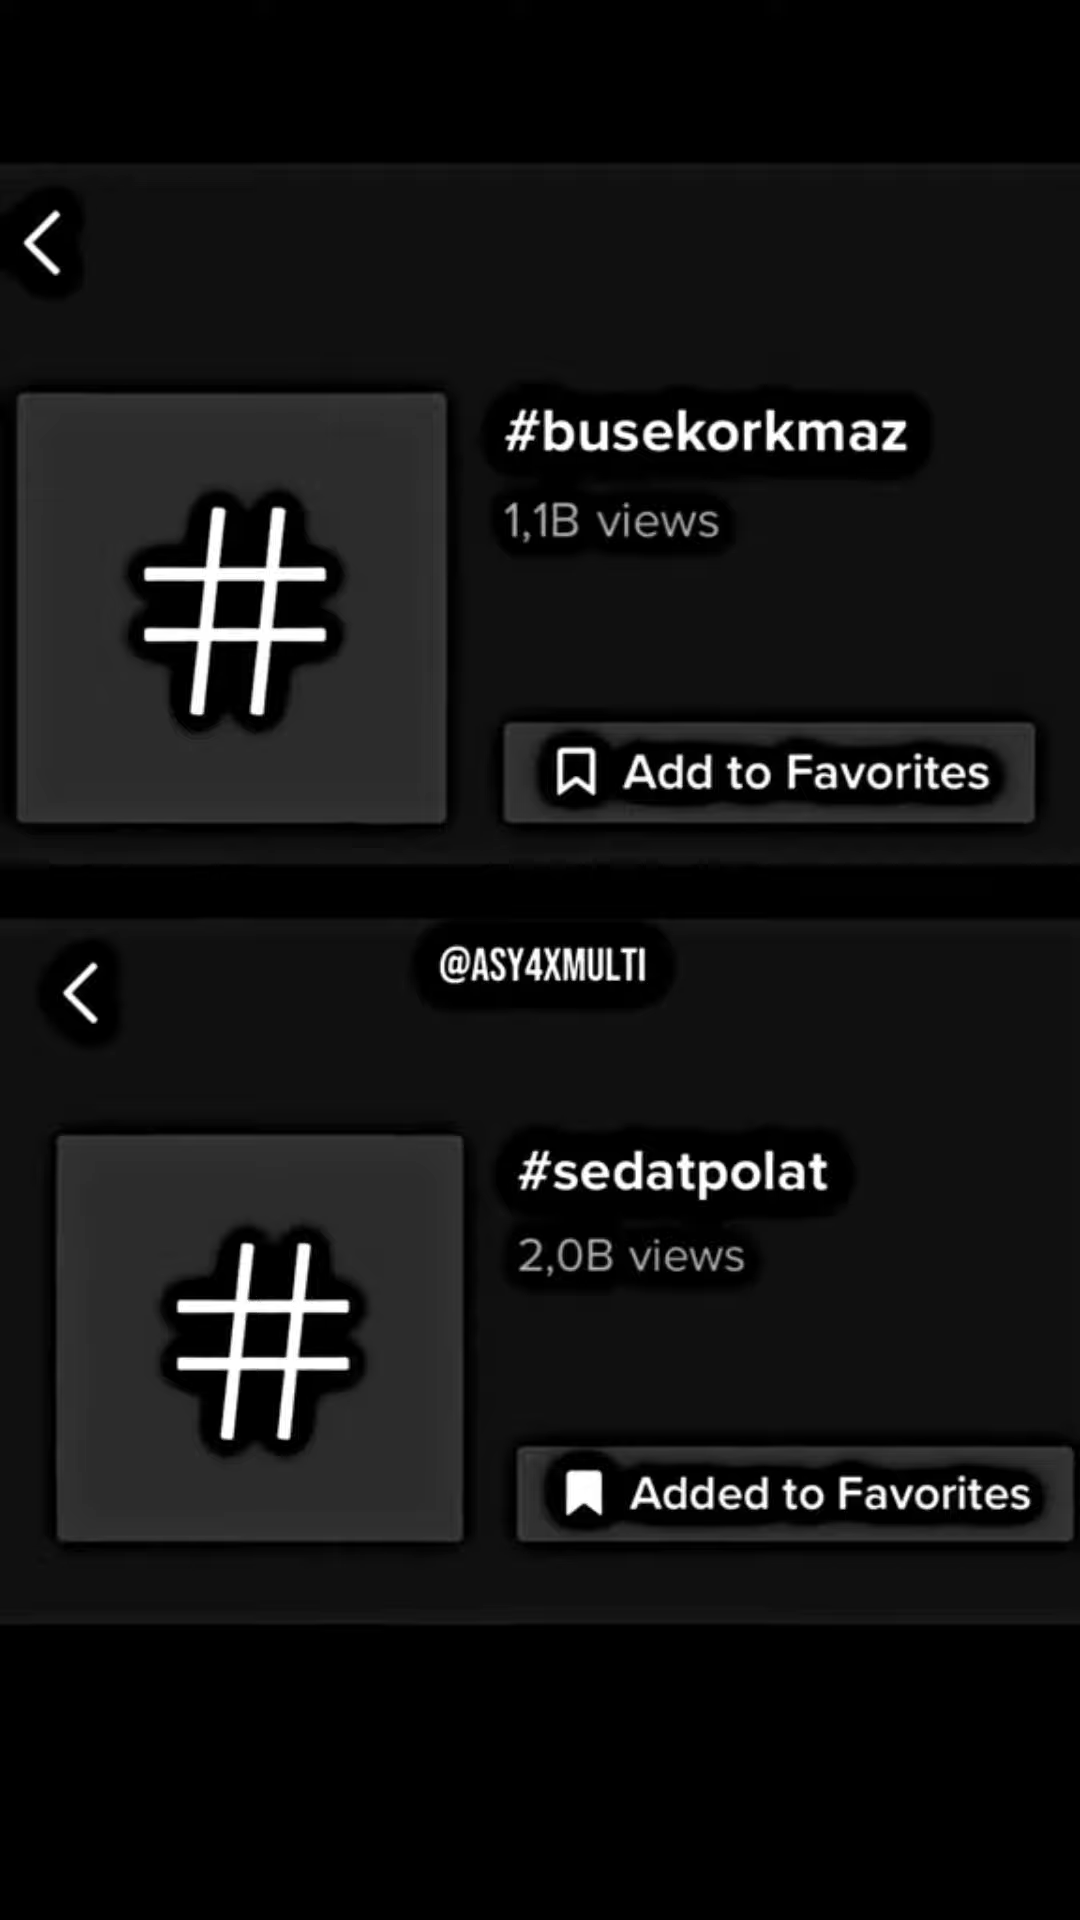 #busekorkmaz
1,1B views
Add to Favorites
@ASY4XMULTI
#sedatpolat
2,0B views
Added to Favorites